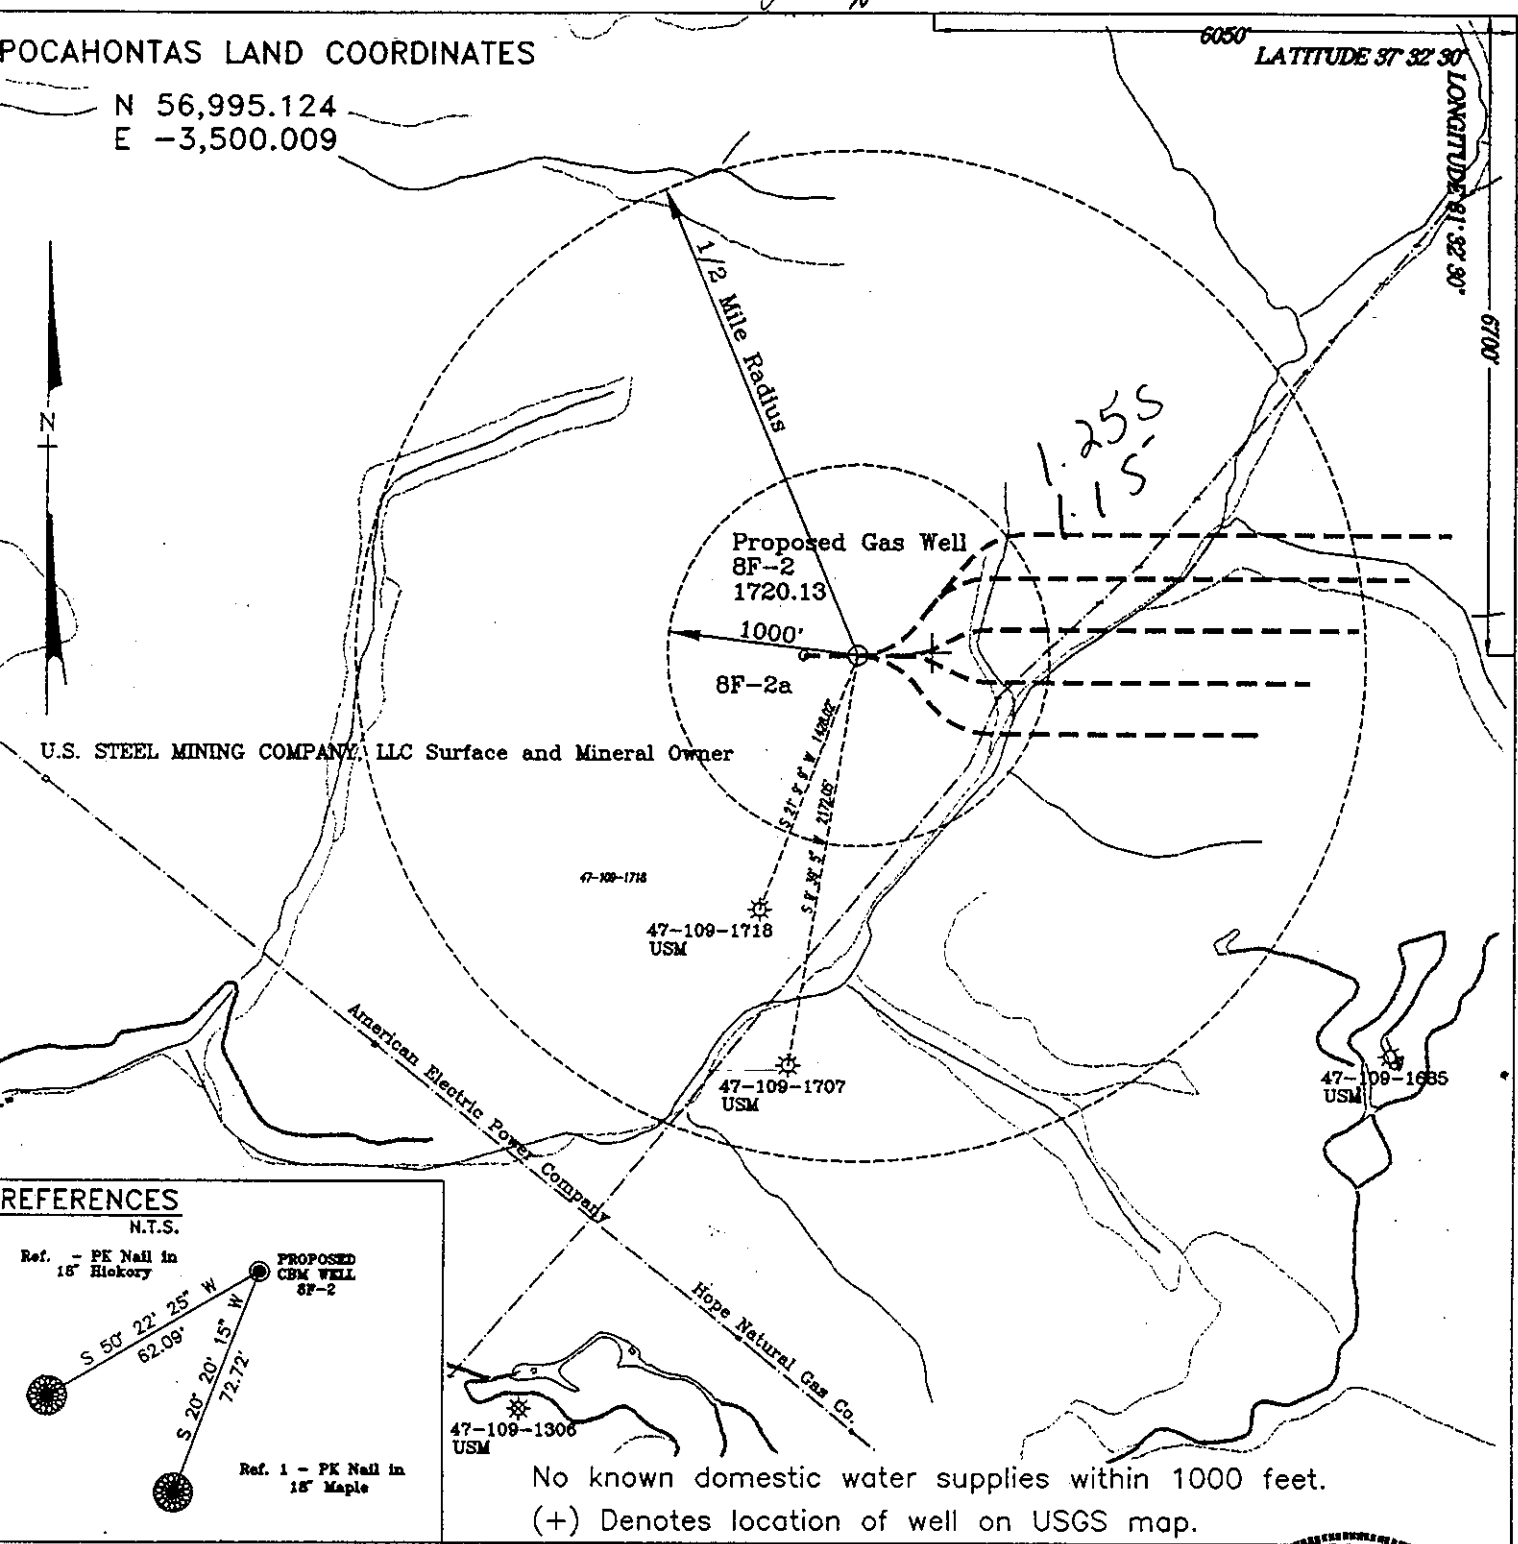 POCAHONTAS LAND COORDINATES
N 56,995.124
E -3,500.009
6050'
LATITUDE 37° 32' 30"
LONGITUDE 81° 32' 30"
6700'
N
1/2 Mile Radius
1.25S
1.1S
Proposed Gas Well
8F-2
1720.13
1000'
8F-2a
U.S. STEEL MINING COMPANY, LLC Surface and Mineral Owner
2172.05'
47-109-1718
47-109-1718
USM
47-109-1707
USM
47-109-1685
USM
American Electric Power Company
Hope Natural Gas Co.
47-109-1306
USM
REFERENCES
N.T.S.
Ref. - PK Nail in
18" Hickory
PROPOSED
CBM WELL
8F-2
S 50° 22' 25" W
62.09'
S 20° 20' 15" W
72.72'
Ref. 1 - PK Nail in
18" Maple
No known domestic water supplies within 1000 feet.
(+) Denotes location of well on USGS map.